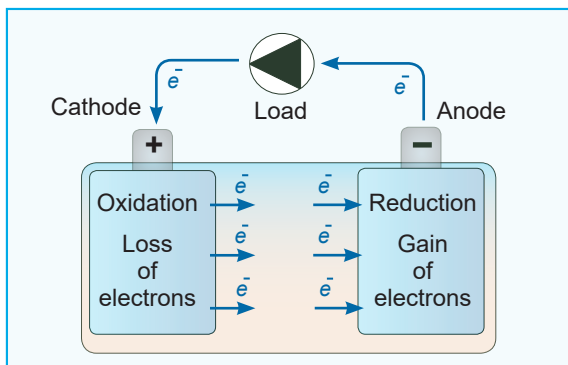 e⁻
e⁻
Cathode
Load
Anode
+
−
Oxidation
e⁻
e⁻
Reduction
Loss
e⁻
e⁻
Gain
of
of
electrons
e⁻
e⁻
electrons